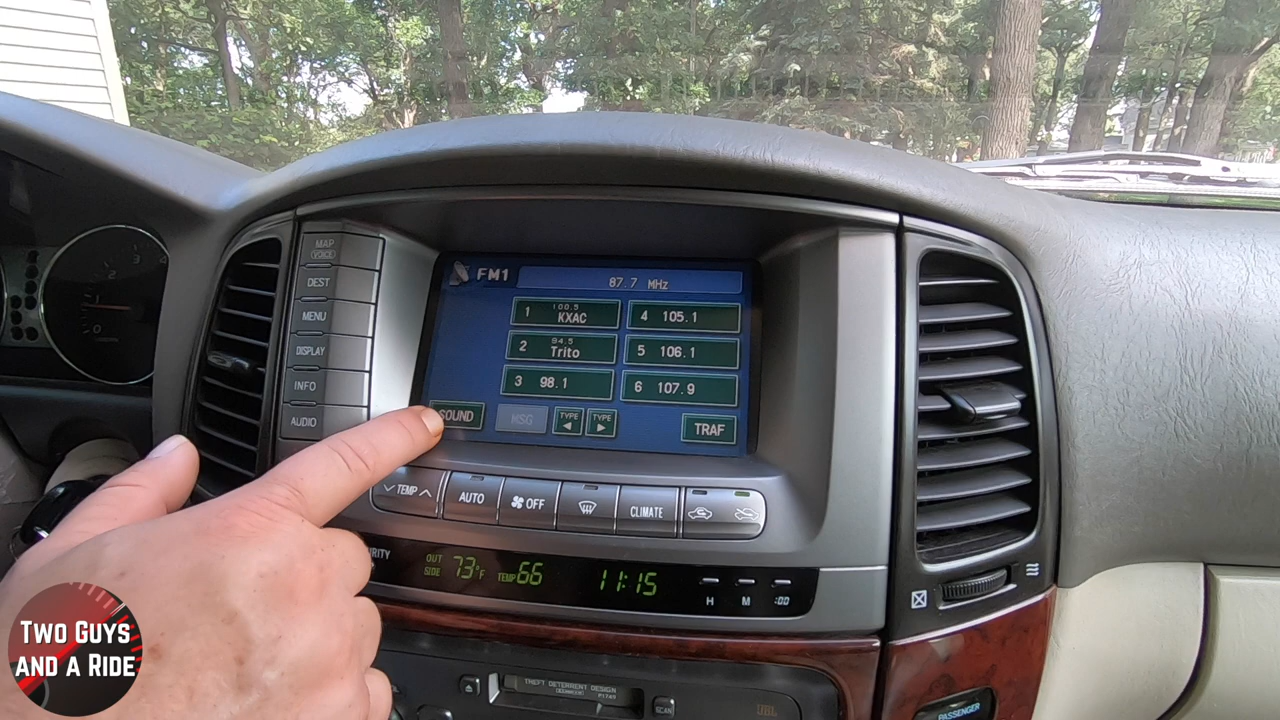 MAP
VOICE
DEST
MENU
DISPLAY
INFO
AUDIO
FM1
87.7 MHz
1 100.5 KXAC
2 94.5 Trito
3 98.1
4 105.1
5 106.1
6 107.9
SOUND
MSG
TYPE
TYPE
TRAF
TEMP
AUTO
OFF
CLIMATE
OUT SIDE 73°F
TEMP 66
11:15
H
M
:00
THEFT DETERRENT DESIGN
SCAN
JBL
PASSENGER
TWO GUYS
AND A RIDE